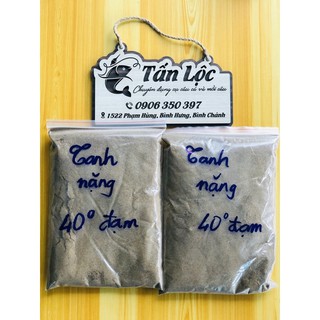 Tấn Lộc
Chuyên dụng cụ câu cá và mồi câu
0906 350 397
1522 Phạm Hùng, Bình Hưng, Bình Chánh
Tanh
nặng
40° đạm
Tanh
nặng
40° đạm